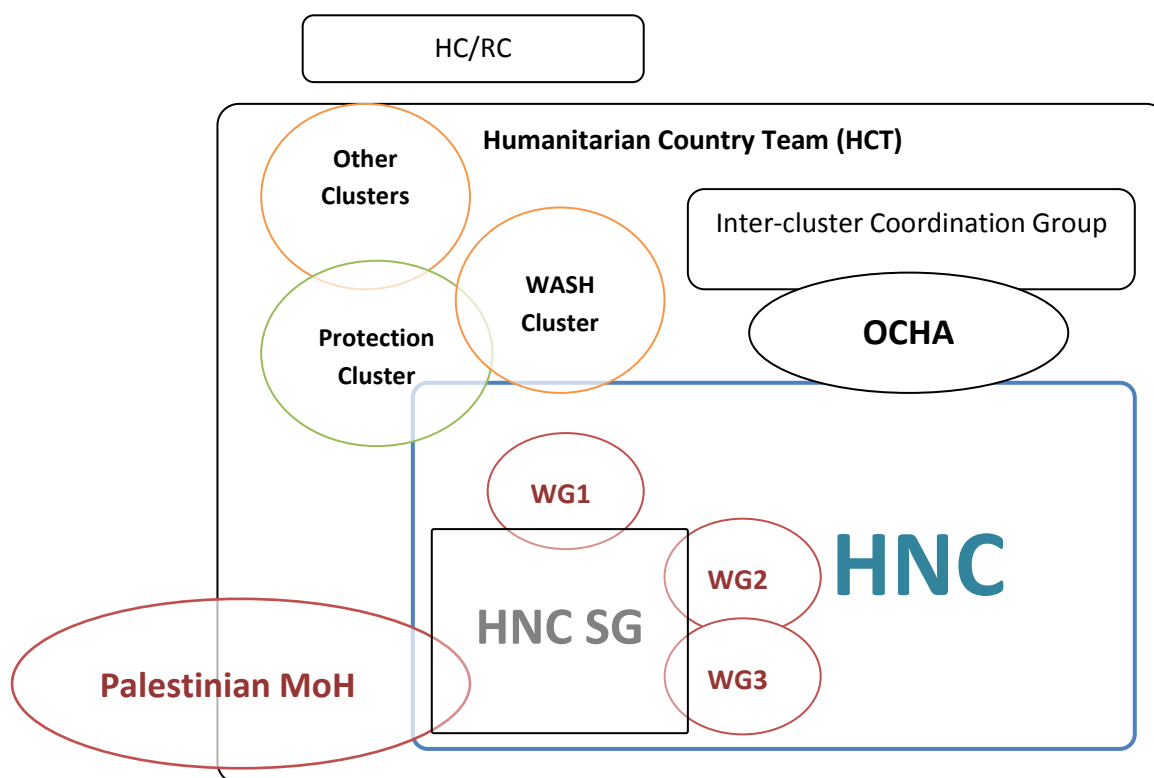 HC/RC
Humanitarian Country Team (HCT)
Other
Clusters
Inter-cluster Coordination Group
WASH
Cluster
OCHA
Protection
Cluster
WG1
HNC
WG2
HNC SG
WG3
Palestinian MoH